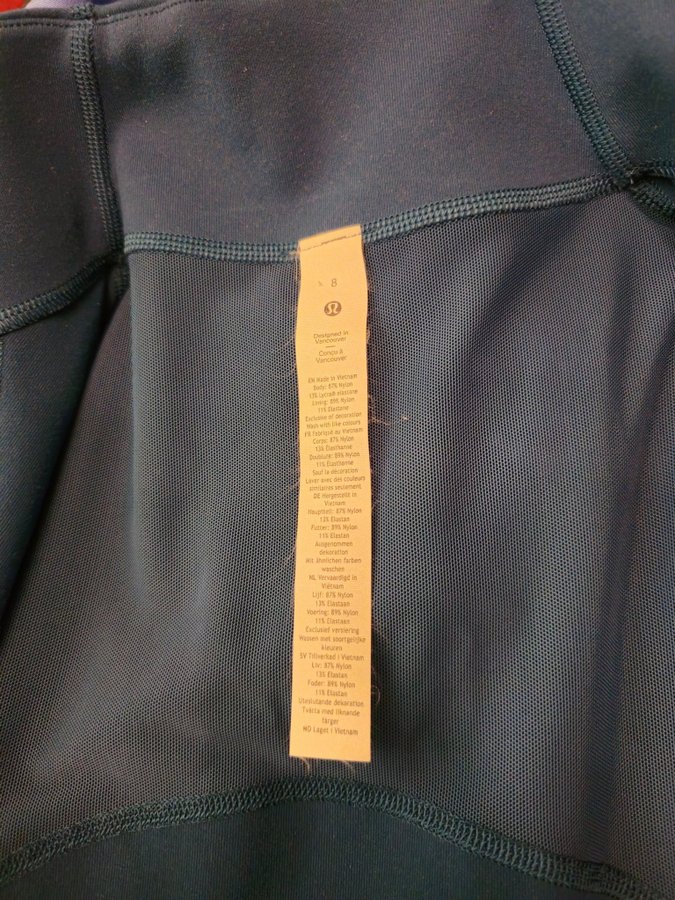 8
Designed in
Vancouver
Conçu À
Vancouver
EN Made in Vietnam
Body: 87% Nylon
13% Lycra® elastane
Lining: 89% Nylon
11% Elastane
Exclusive of decoration
Wash with like colours
FR Fabriqué au Vietnam
Corps: 87% Nylon
13% Élasthanne
Doublure: 89% Nylon
11% Élasthanne
Sauf la décoration
Laver avec des couleurs
similaires seulement
DE Hergestellt in
Vietnam
Hauptteil: 87% Nylon
13% Elastan
Futter: 89% Nylon
11% Elastan
Ausgenommen
dekoration
Mit ähnlichen farben
waschen
NL Vervaardigd in
Vietnam
Lijf: 87% Nylon
13% Elastaan
Voering: 89% Nylon
11% Elastaan
Exclusief versiering
Wassen met soortgelijke
kleuren
SV Tillverkad i Vietnam
Liv: 87% Nylon
13% Elastan
Foder: 89% Nylon
11% Elastan
Uteslutande dekoration
Tvätta med liknande
färger
NO Laget i Vietnam